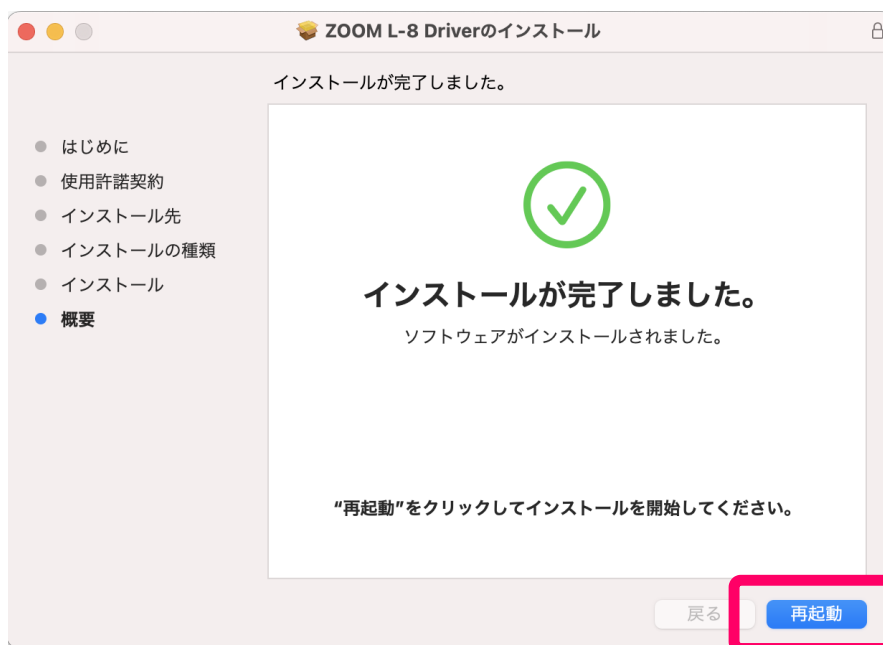 ZOOM L-8 Driverのインストール
インストールが完了しました。
はじめに
使用許諾契約
インストール先
インストールの種類
インストール
概要
インストールが完了しました。
ソフトウェアがインストールされました。
“再起動”をクリックしてインストールを開始してください。
戻る
再起動